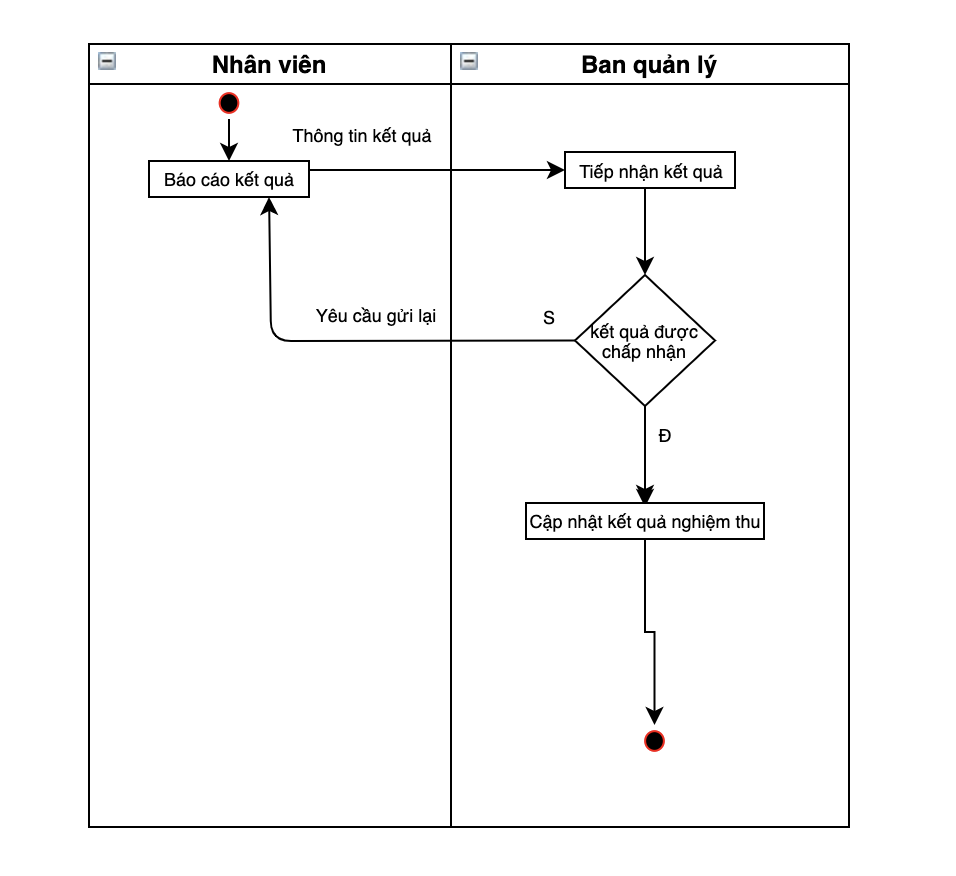 Nhân viên
Ban quản lý
Thông tin kết quả
Báo cáo kết quả
Tiếp nhận kết quả
Yêu cầu gửi lại
S
kết quả được
chấp nhận
Đ
Cập nhật kết quả nghiệm thu